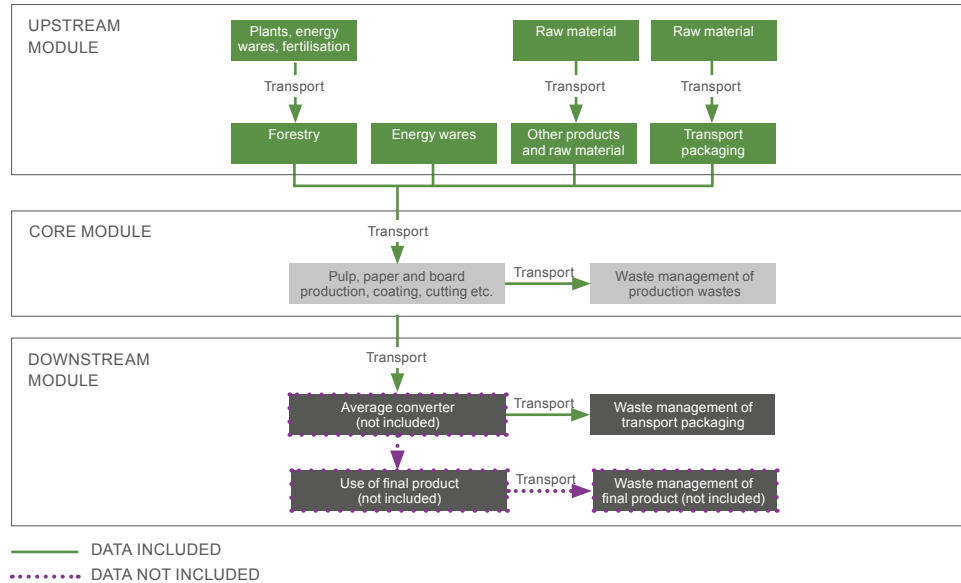 UPSTREAM
MODULE
Plants, energy
wares, fertilisation
Raw material
Raw material
Transport
Transport
Transport
Forestry
Energy wares
Other products
and raw material
Transport
packaging
CORE MODULE
Transport
Pulp, paper and board
production, coating, cutting etc.
Transport
Waste management of
production wastes
DOWNSTREAM
MODULE
Transport
Average converter
(not included)
Transport
Waste management of
transport packaging
Use of final product
(not included)
Transport
Waste management of
final product (not included)
DATA INCLUDED
DATA NOT INCLUDED